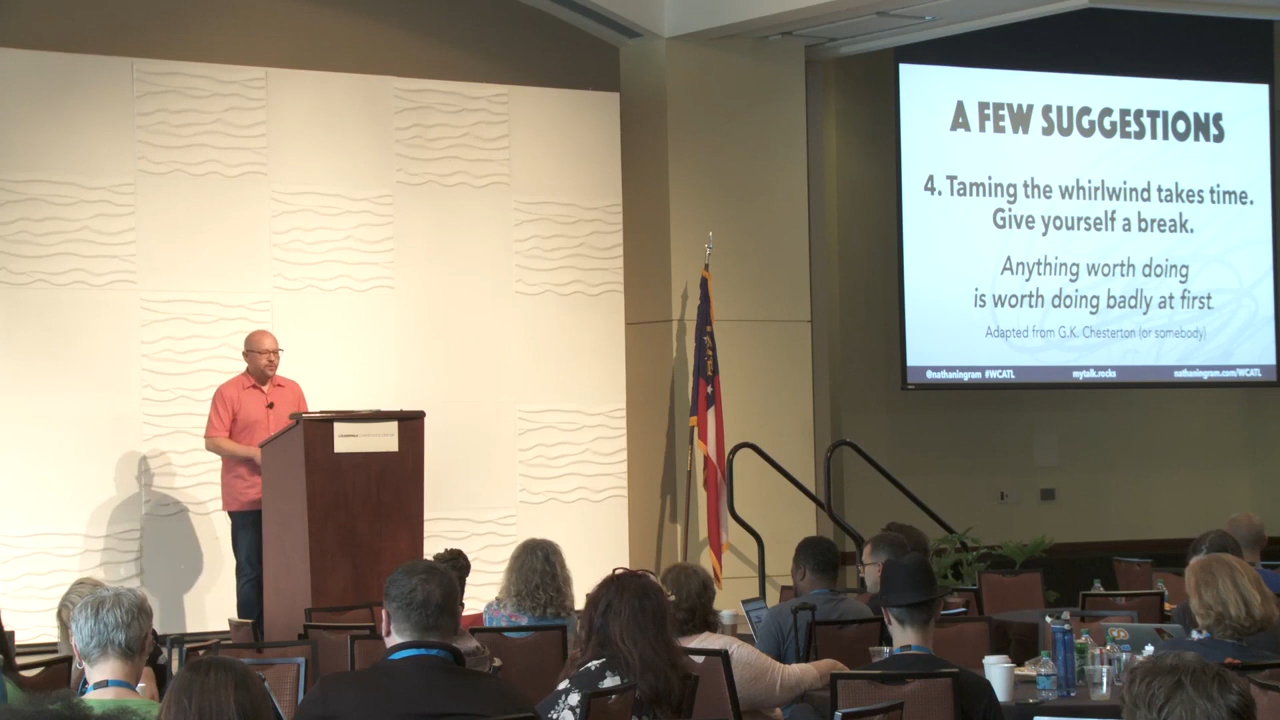 A FEW SUGGESTIONS
4. Taming the whirlwind takes time.
Give yourself a break.
Anything worth doing
is worth doing badly at first.
Adapted from G.K. Chesterton (or somebody)
@nathaningram #WCATL mytalk.rocks nathaningram.com/WCATL